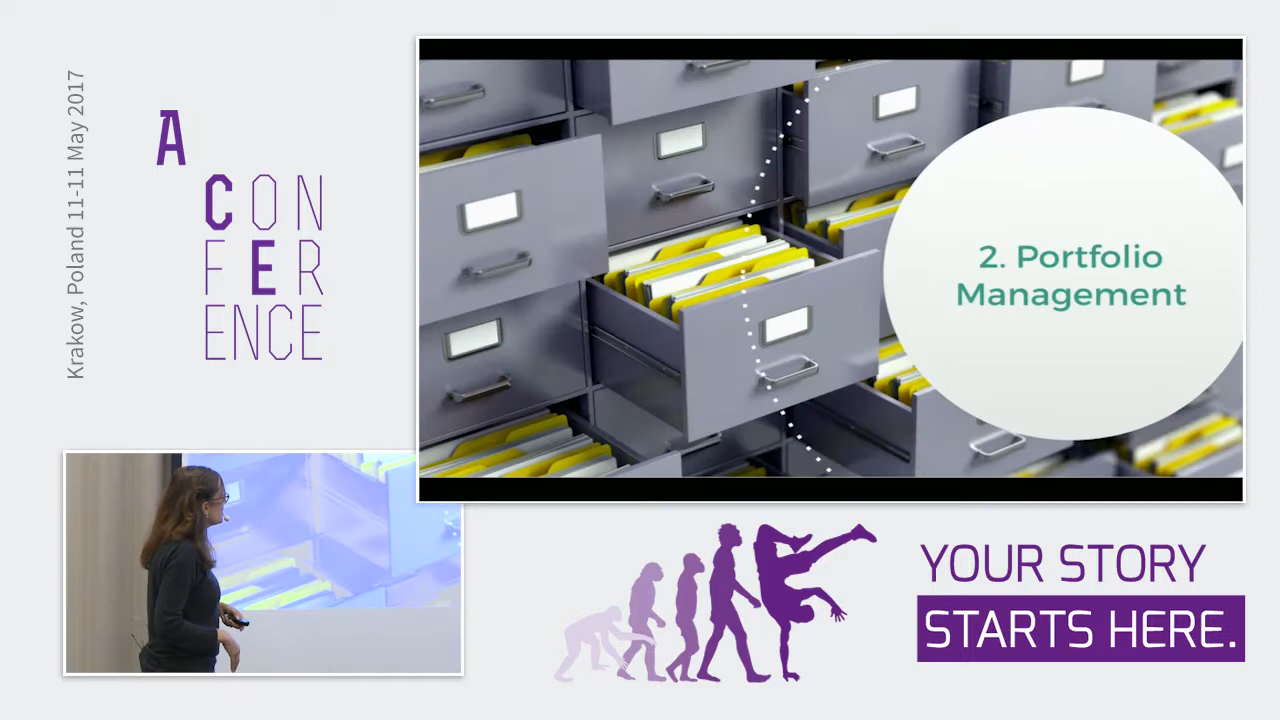 Krakow, Poland 11-11 May 2017
A
CON
FER
ENCE
2. Portfolio
Management
YOUR STORY
STARTS HERE.